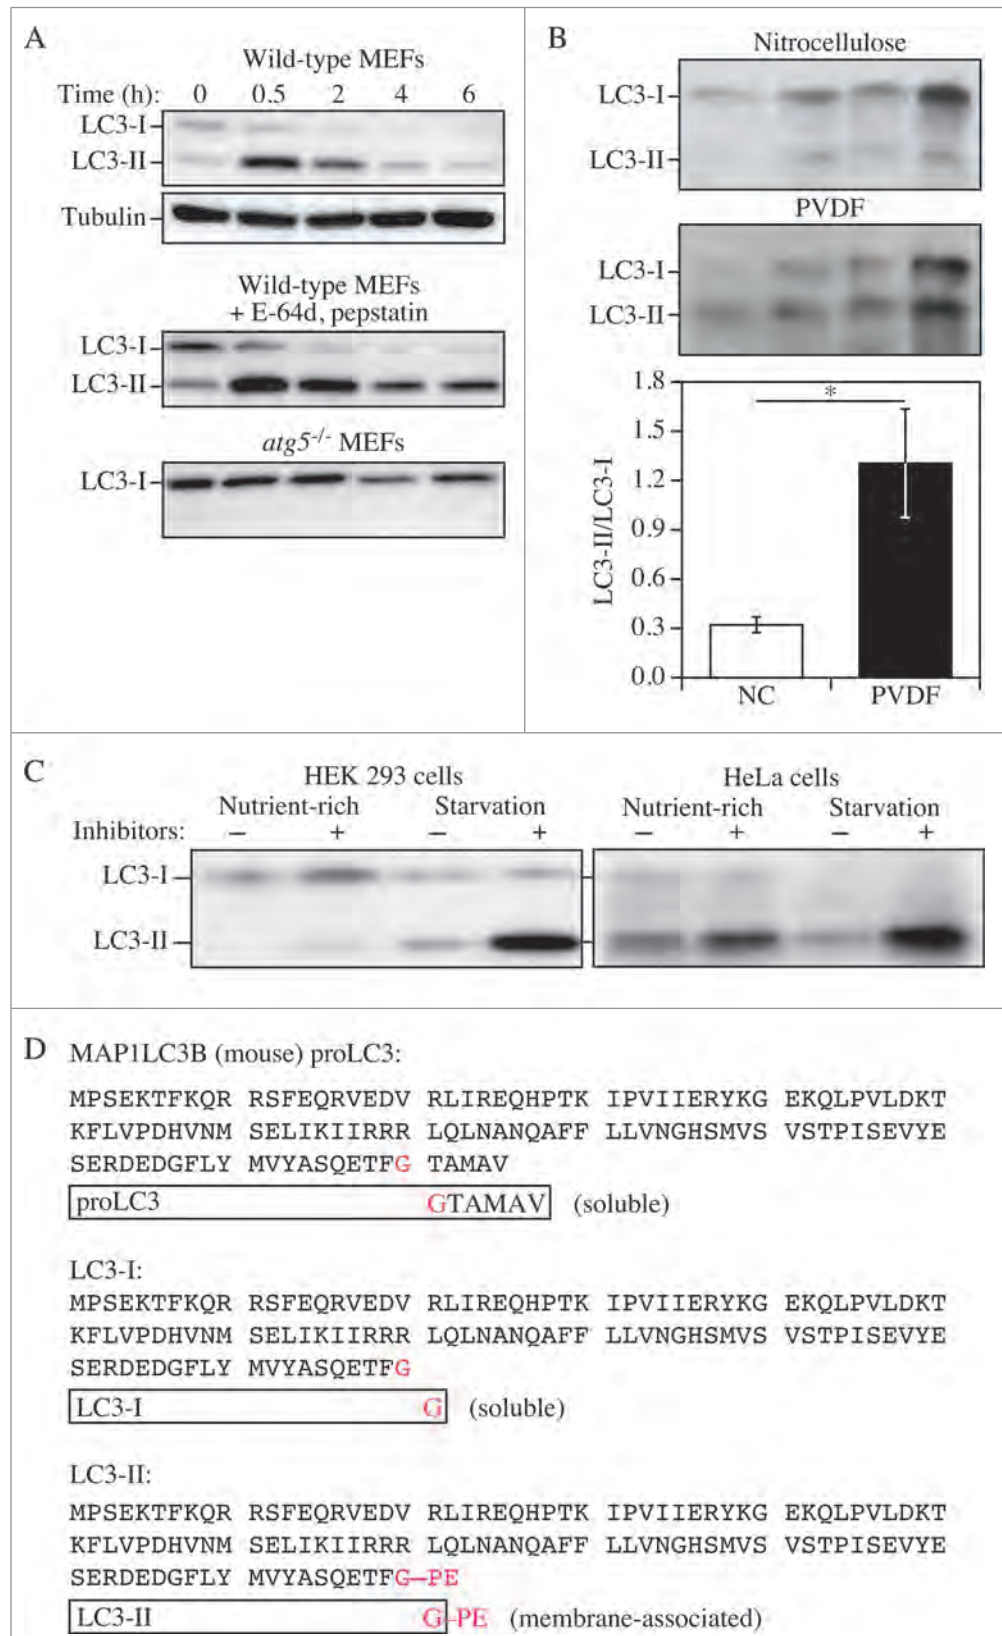 A
Wild-type MEFs
Time (h): 0 0.5 2 4 6
LC3-I
LC3-II
Tubulin
Wild-type MEFs
+ E-64d, pepstatin
LC3-I
LC3-II
atg5-/- MEFs
LC3-I
B
Nitrocellulose
LC3-I
LC3-II
PVDF
LC3-I
LC3-II
1.8
*
1.5
1.2
0.9
0.6
0.3
0.0
LC3-II/LC3-I
NC PVDF
C
HEK 293 cells HeLa cells
Nutrient-rich Starvation Nutrient-rich Starvation
Inhibitors: – + – + – + – +
LC3-I
LC3-II
D MAP1LC3B (mouse) proLC3:
MPSEKTFKQR RSFEQRVEDV RLIREQHPTK IPVIIERYKG EKQLPVLDKT
KFLVPDHVNM SELIKIIRRR LQLNANQAFF LLVNGHSMVS VSTPISEVYE
SERDEDGFLY MVYASQETFG TAMAV
proLC3 GTAMAV (soluble)
LC3-I:
MPSEKTFKQR RSFEQRVEDV RLIREQHPTK IPVIIERYKG EKQLPVLDKT
KFLVPDHVNM SELIKIIRRR LQLNANQAFF LLVNGHSMVS VSTPISEVYE
SERDEDGFLY MVYASQETFG
LC3-I G (soluble)
LC3-II:
MPSEKTFKQR RSFEQRVEDV RLIREQHPTK IPVIIERYKG EKQLPVLDKT
KFLVPDHVNM SELIKIIRRR LQLNANQAFF LLVNGHSMVS VSTPISEVYE
SERDEDGFLY MVYASQETFG–PE
LC3-II G–PE (membrane-associated)